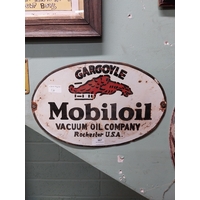 GARGOYLE
Mobiloil
VACUUM OIL COMPANY
Rochester U.S.A.